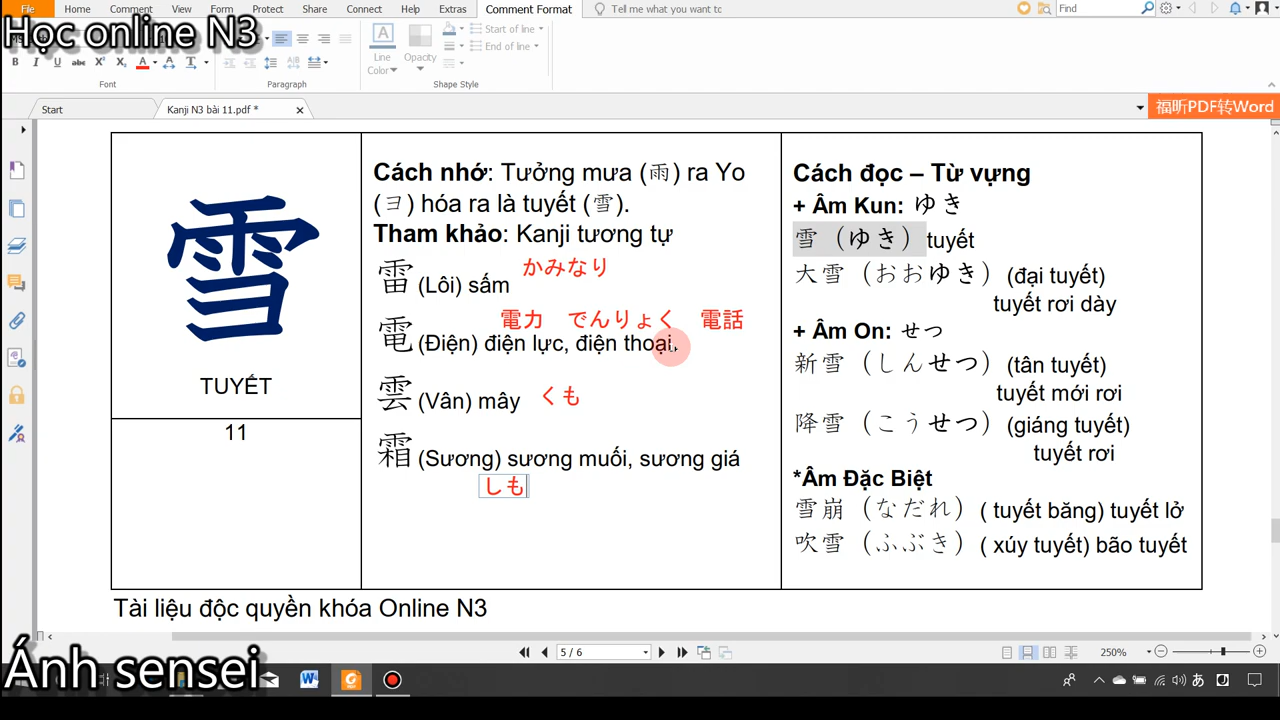 File Home Comment View Form Protect Share Connect Help Extras Comment Format Tell me what you want tc Find
Học online N3
Line Color Opacity Start of line
End of line
Font Paragraph Shape Style
Start Kanji N3 bài 11.pdf * 福昕PDF转Word
雪
TUYẾT
11
Cách nhớ: Tưởng mưa (雨) ra Yo
(ヨ) hóa ra là tuyết (雪).
Tham khảo: Kanji tương tự
かみなり
雷 (Lôi) sấm
電力 でんりょく 電話
電 (Điện) điện lực, điện thoại,
雲 (Vân) mây くも
霜 (Sương) sương muối, sương giá
しも
Cách đọc – Từ vựng
+ Âm Kun: ゆき
雪（ゆき）tuyết
大雪（おおゆき）(đại tuyết)
tuyết rơi dày
+ Âm On: せつ
新雪（しんせつ）(tân tuyết)
tuyết mới rơi
降雪（こうせつ）(giáng tuyết)
tuyết rơi
*Âm Đặc Biệt
雪崩（なだれ）( tuyết băng) tuyết lở
吹雪（ふぶき）( xúy tuyết) bão tuyết
Tài liệu độc quyền khóa Online N3
5 / 6 250%
Ánh sensei